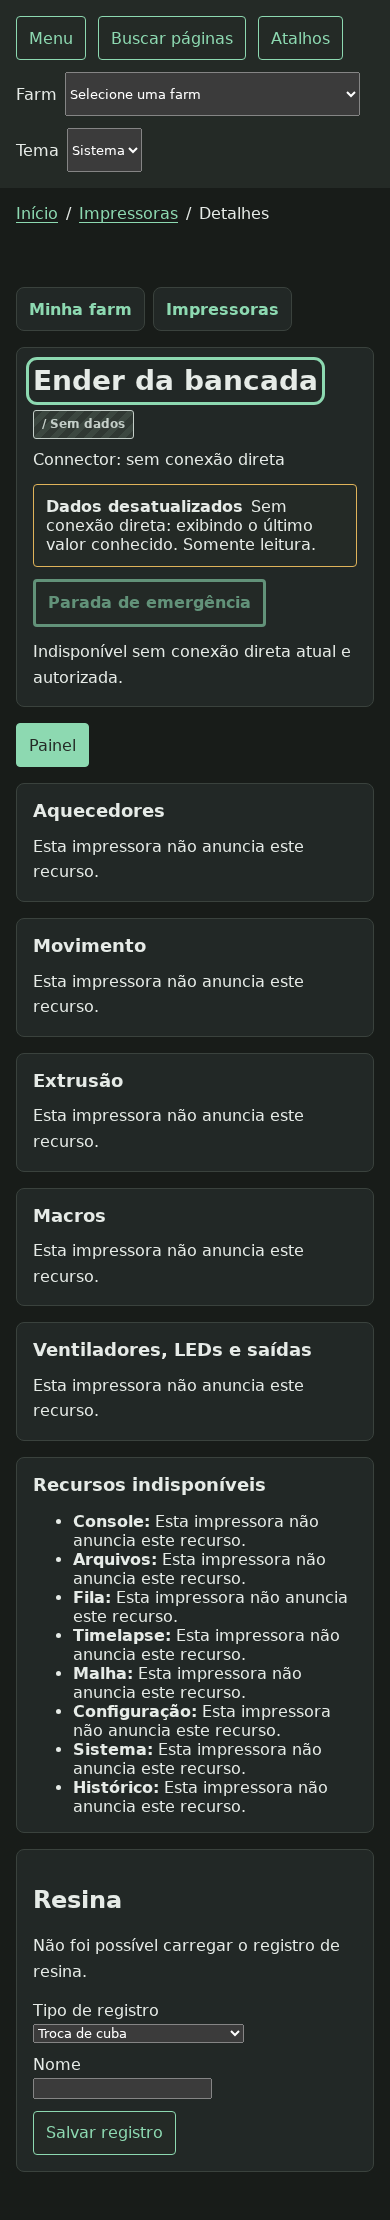 Menu
Buscar páginas
Atalhos
Farm
Selecione uma farm
Tema
Sistema
Início / Impressoras / Detalhes
Minha farm
Impressoras
Ender da bancada
/ Sem dados
Connector: sem conexão direta
Dados desatualizados Sem
conexão direta: exibindo o último
valor conhecido. Somente leitura.
Parada de emergência
Indisponível sem conexão direta atual e
autorizada.
Painel
Aquecedores
Esta impressora não anuncia este
recurso.
Movimento
Esta impressora não anuncia este
recurso.
Extrusão
Esta impressora não anuncia este
recurso.
Macros
Esta impressora não anuncia este
recurso.
Ventiladores, LEDs e saídas
Esta impressora não anuncia este
recurso.
Recursos indisponíveis
• Console: Esta impressora não
anuncia este recurso.
• Arquivos: Esta impressora não
anuncia este recurso.
• Fila: Esta impressora não anuncia
este recurso.
• Timelapse: Esta impressora não
anuncia este recurso.
• Malha: Esta impressora não
anuncia este recurso.
• Configuração: Esta impressora
não anuncia este recurso.
• Sistema: Esta impressora não
anuncia este recurso.
• Histórico: Esta impressora não
anuncia este recurso.
Resina
Não foi possível carregar o registro de
resina.
Tipo de registro
Troca de cuba
Nome
Salvar registro